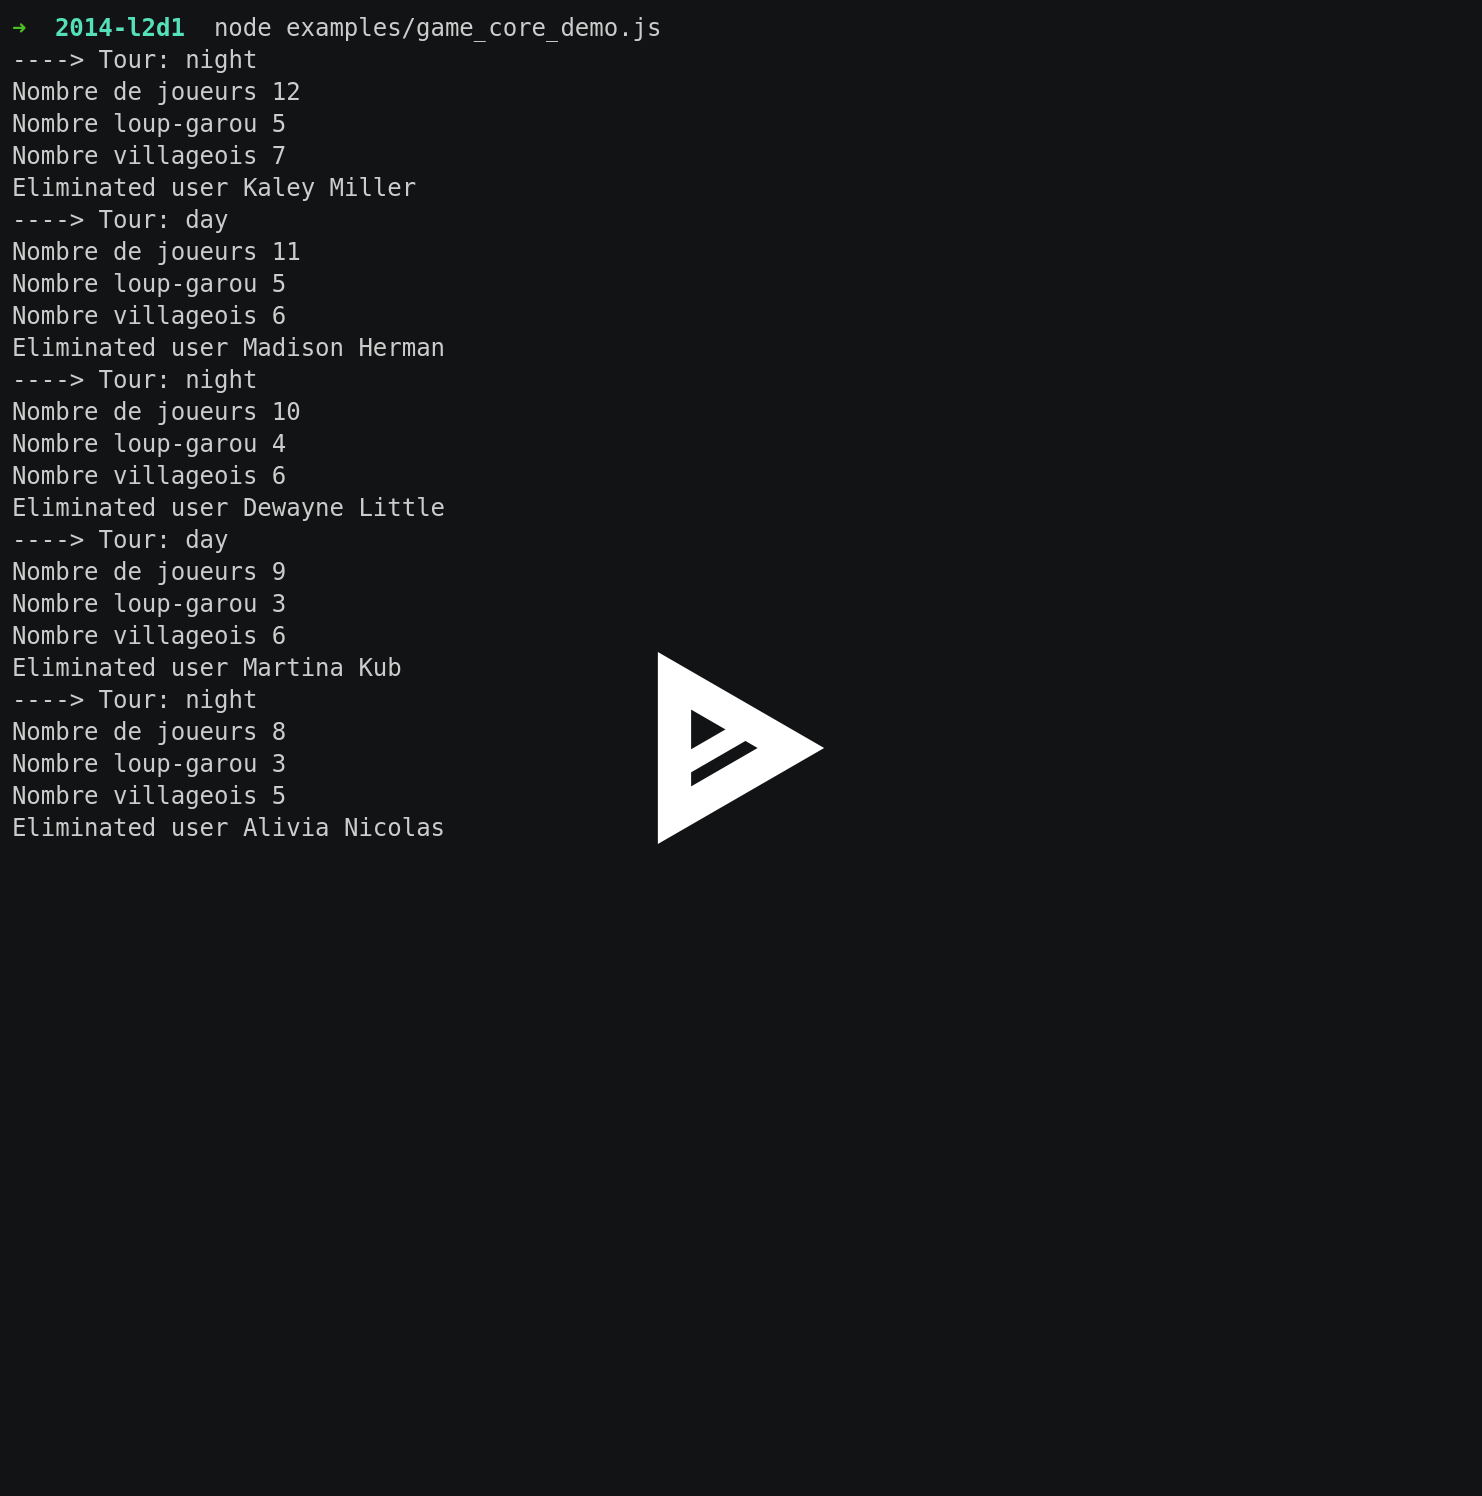 ➜  2014-l2d1  node examples/game_core_demo.js
----> Tour: night
Nombre de joueurs 12
Nombre loup-garou 5
Nombre villageois 7
Eliminated user Kaley Miller
----> Tour: day
Nombre de joueurs 11
Nombre loup-garou 5
Nombre villageois 6
Eliminated user Madison Herman
----> Tour: night
Nombre de joueurs 10
Nombre loup-garou 4
Nombre villageois 6
Eliminated user Dewayne Little
----> Tour: day
Nombre de joueurs 9
Nombre loup-garou 3
Nombre villageois 6
Eliminated user Martina Kub
----> Tour: night
Nombre de joueurs 8
Nombre loup-garou 3
Nombre villageois 5
Eliminated user Alivia Nicolas